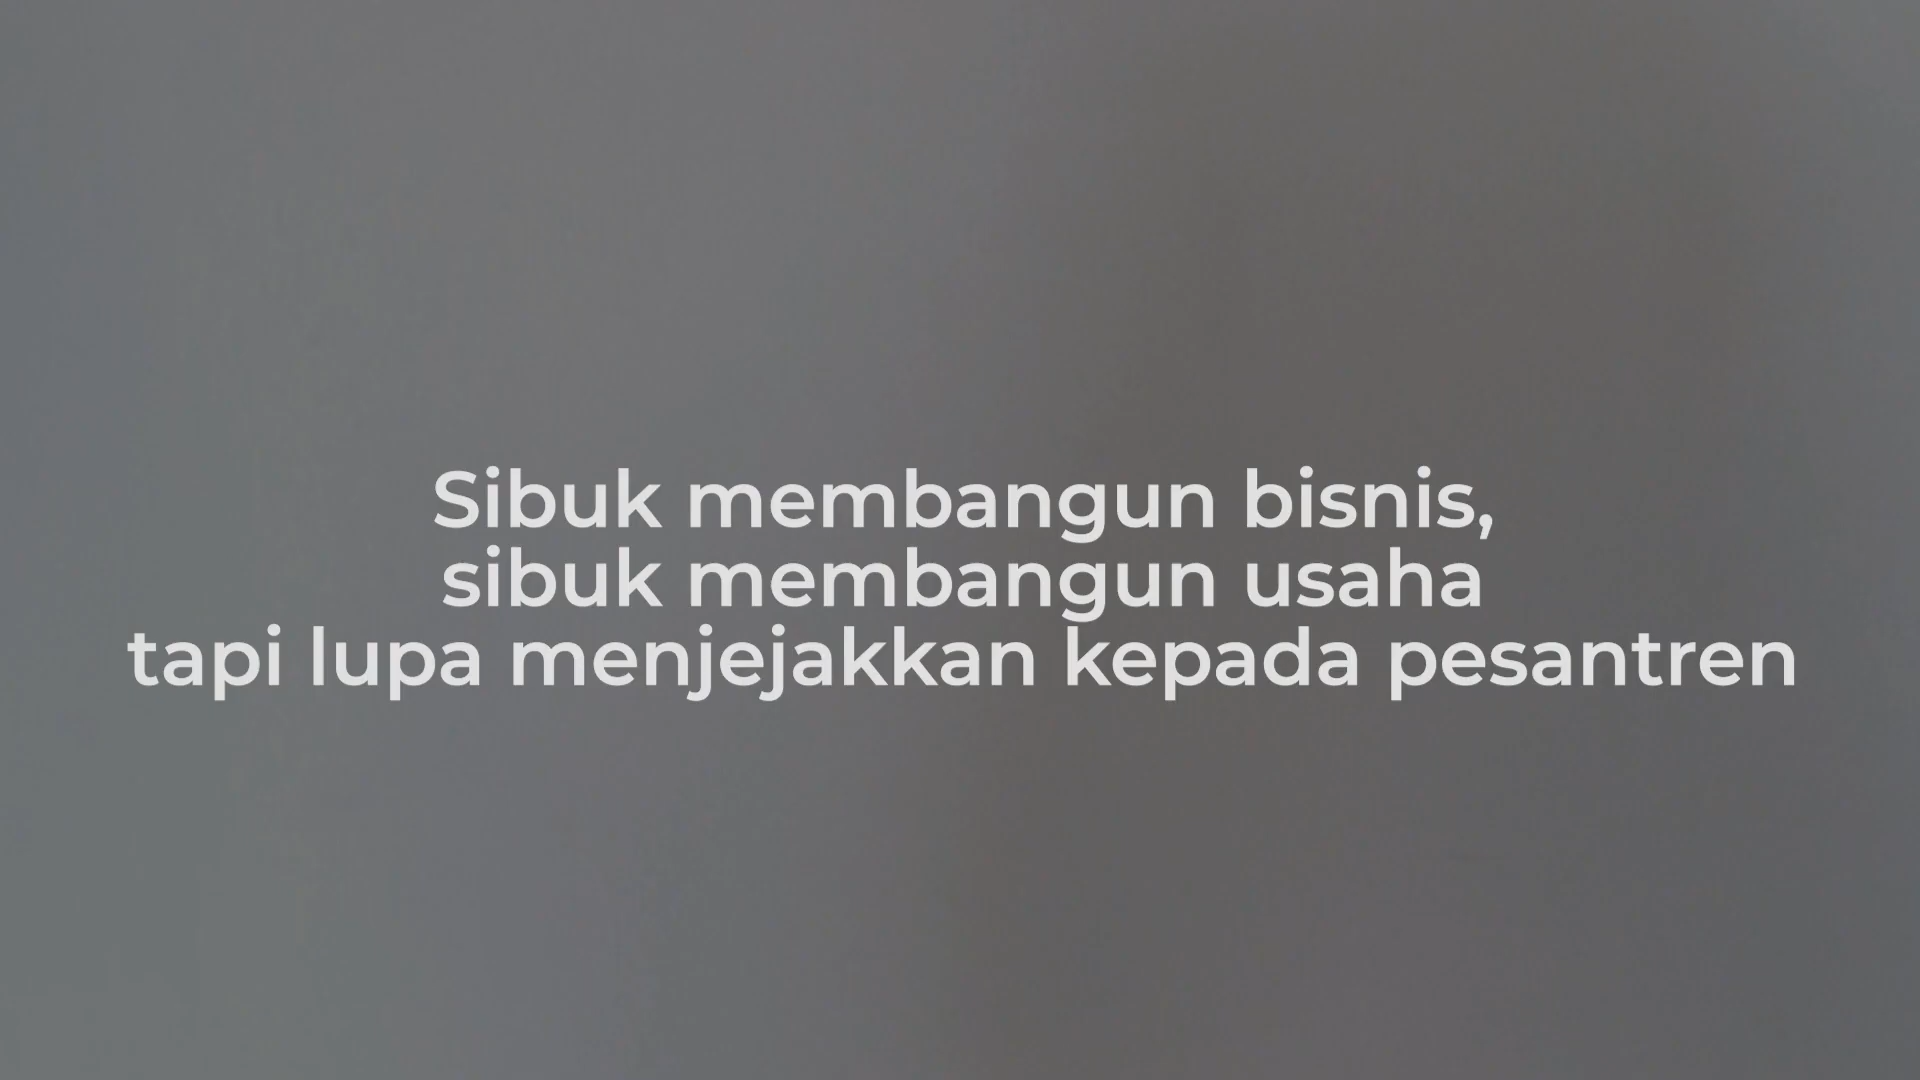 Sibuk membangun bisnis,
sibuk membangun usaha
tapi lupa menjejakkan kepada pesantren